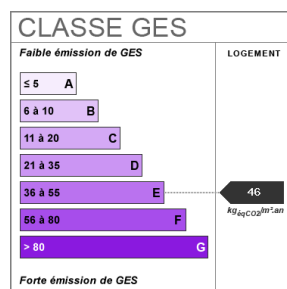 CLASSE GES
Faible émission de GES
LOGEMENT
≤ 5 A
6 à 10 B
11 à 20 C
21 à 35 D
36 à 55 E
46
kgéqCO2/m².an
56 à 80 F
> 80 G
Forte émission de GES